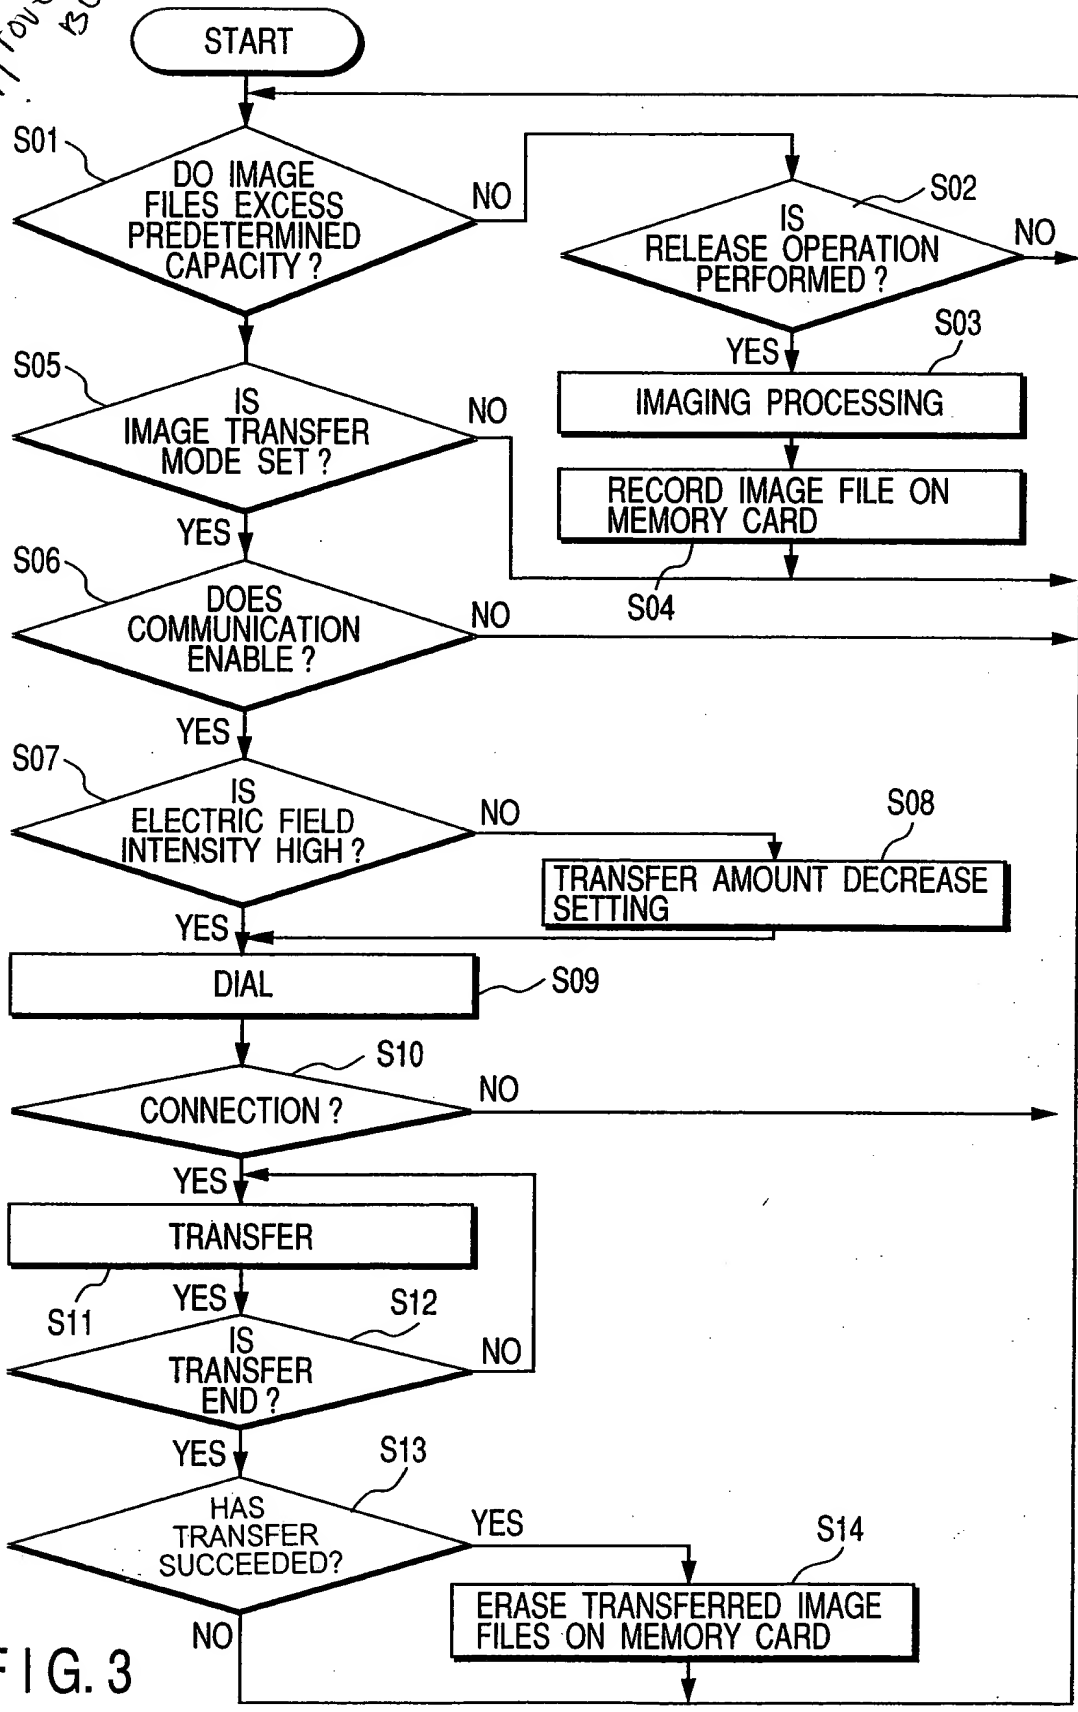 START
S01
DO IMAGE
FILES EXCESS
PREDETERMINED
CAPACITY ?
NO
S02
IS
RELEASE OPERATION
PERFORMED ?
NO
YES
S03
IMAGING PROCESSING
RECORD IMAGE FILE ON
MEMORY CARD
S04
S05
IS
IMAGE TRANSFER
MODE SET ?
NO
YES
S06
DOES
COMMUNICATION
ENABLE ?
NO
YES
S07
IS
ELECTRIC FIELD
INTENSITY HIGH ?
NO
S08
TRANSFER AMOUNT DECREASE
SETTING
YES
DIAL
S09
S10
CONNECTION ?
NO
YES
TRANSFER
S11
YES
S12
IS
TRANSFER
END ?
NO
YES
S13
HAS
TRANSFER
SUCCEEDED?
YES
S14
ERASE TRANSFERRED IMAGE
FILES ON MEMORY CARD
NO
FIG. 3